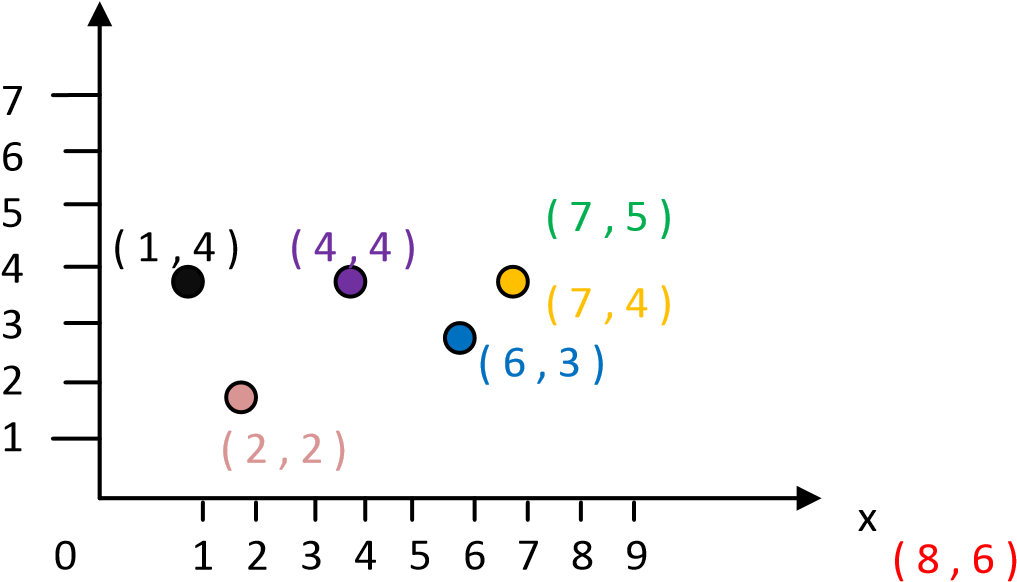 7
6
5
( 7 , 5 )
( 1 , 4 ) ( 4 , 4 )
4
( 7 , 4 )
3
( 6 , 3 )
2
1
( 2 , 2 )
x
0 1 2 3 4 5 6 7 8 9
( 8 , 6 )